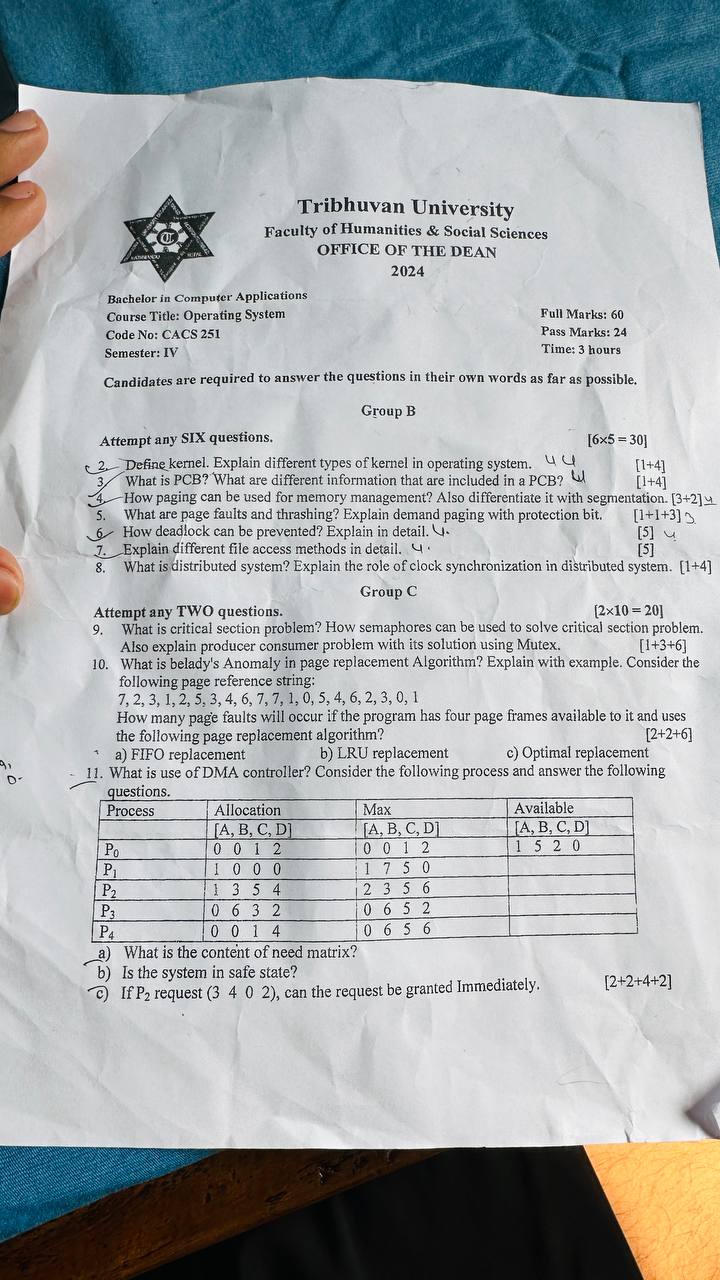 Tribhuvan University
Faculty of Humanities & Social Sciences
OFFICE OF THE DEAN
2024
Bachelor in Computer Applications
Course Title: Operating System
Full Marks: 60
Code No: CACS 251
Pass Marks: 24
Semester: IV
Time: 3 hours
Candidates are required to answer the questions in their own words as far as possible.
Group B
Attempt any SIX questions. [6×5 = 30]
2. Define kernel. Explain different types of kernel in operating system. [1+4]
3. What is PCB? What are different information that are included in a PCB? [1+4]
4. How paging can be used for memory management? Also differentiate it with segmentation. [3+2]
5. What are page faults and thrashing? Explain demand paging with protection bit. [1+1+3]
6. How deadlock can be prevented? Explain in detail. [5]
7. Explain different file access methods in detail. [5]
8. What is distributed system? Explain the role of clock synchronization in distributed system. [1+4]
Group C
Attempt any TWO questions. [2×10 = 20]
9. What is critical section problem? How semaphores can be used to solve critical section problem.
Also explain producer consumer problem with its solution using Mutex. [1+3+6]
10. What is belady's Anomaly in page replacement Algorithm? Explain with example. Consider the
following page reference string:
7, 2, 3, 1, 2, 5, 3, 4, 6, 7, 7, 1, 0, 5, 4, 6, 2, 3, 0, 1
How many page faults will occur if the program has four page frames available to it and uses
the following page replacement algorithm? [2+2+6]
a) FIFO replacement b) LRU replacement c) Optimal replacement
11. What is use of DMA controller? Consider the following process and answer the following
questions.
Process Allocation Max Available
[A, B, C, D] [A, B, C, D] [A, B, C, D]
P0 0 0 1 2 0 0 1 2 1 5 2 0
P1 1 0 0 0 1 7 5 0
P2 1 3 5 4 2 3 5 6
P3 0 6 3 2 0 6 5 2
P4 0 0 1 4 0 6 5 6
a) What is the content of need matrix?
b) Is the system in safe state?
c) If P2 request (3 4 0 2), can the request be granted Immediately. [2+2+4+2]